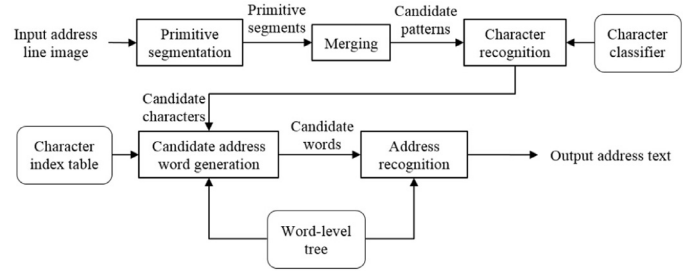 Input address
line image
Primitive
segmentation
Primitive
segments
Merging
Candidate
patterns
Character
recognition
Character
classifier
Candidate
characters
Character
index table
Candidate address
word generation
Candidate
words
Address
recognition
Output address text
Word-level
tree